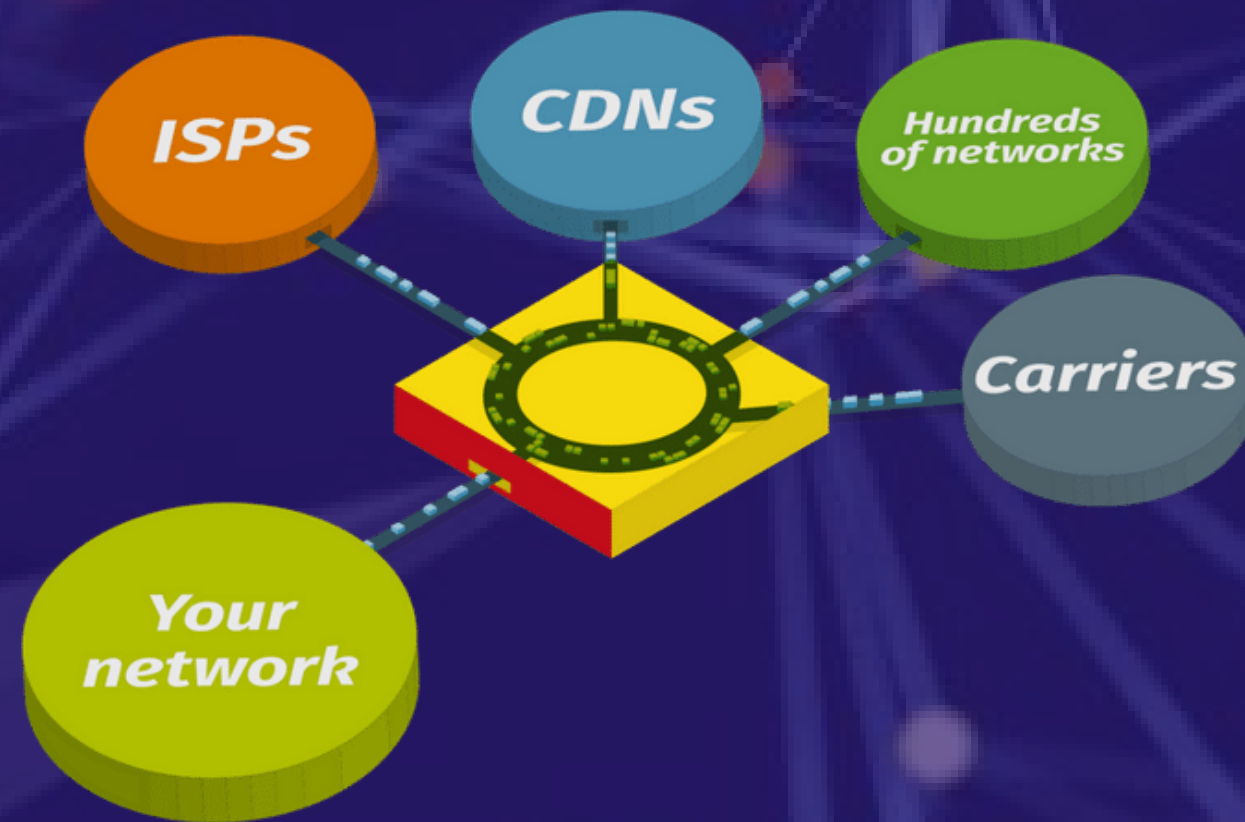 ISPs
CDNs
Hundreds
of networks
Carriers
Your
network